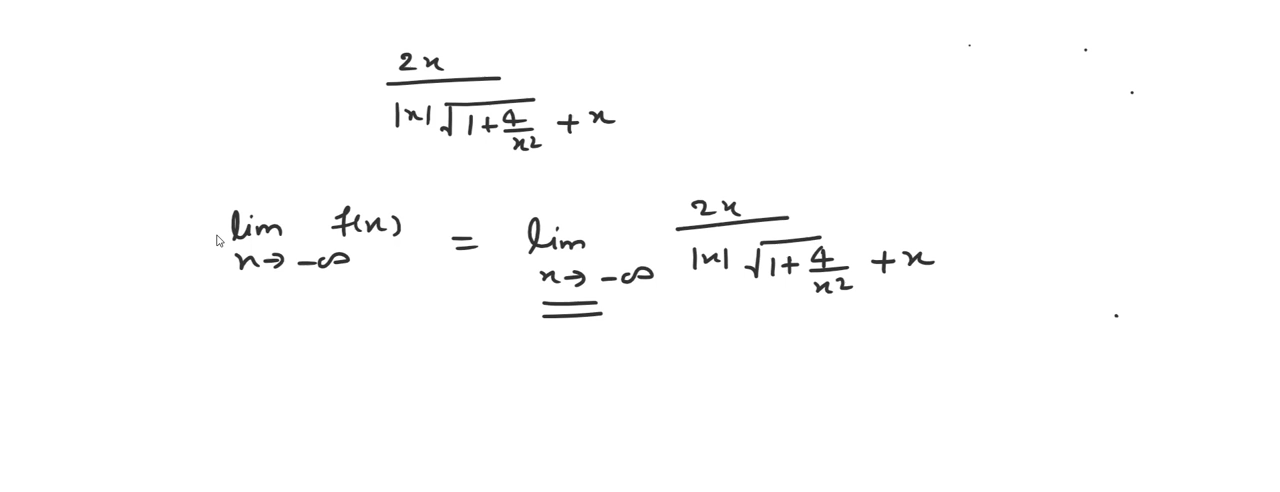 2x / (|x|√(1+4/x²) + x)
lim x→-∞ f(x) = lim x→-∞ 2x / (|x|√(1+4/x²) + x)